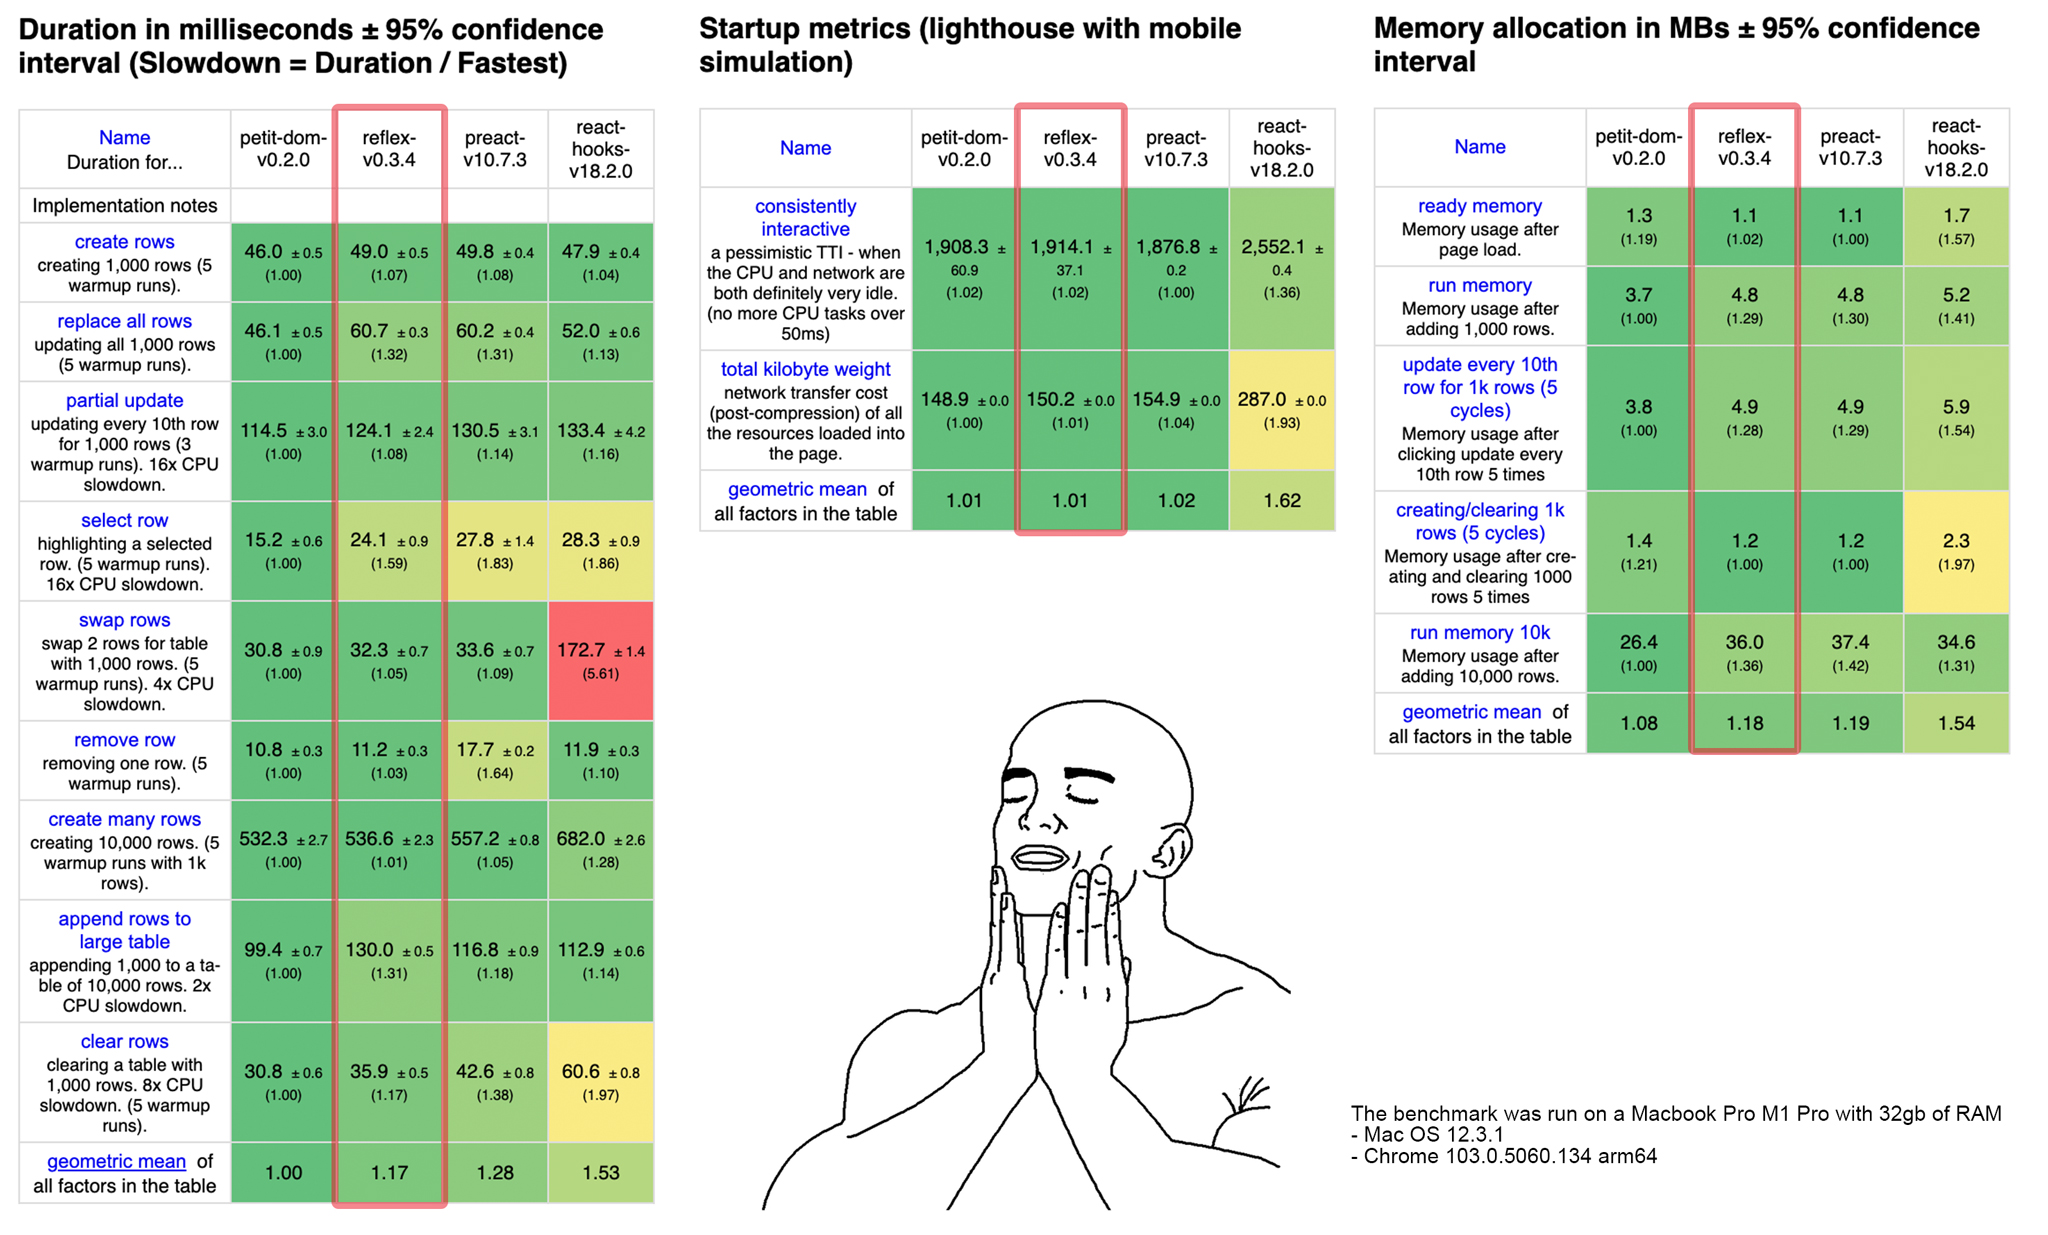 Duration in milliseconds ± 95% confidence
interval (Slowdown = Duration / Fastest)
Name
Duration for...
petit-dom-
v0.2.0
reflex-
v0.3.4
preact-
v10.7.3
react-
hooks-
v18.2.0
Implementation notes
create rows
creating 1,000 rows (5
warmup runs).
46.0 ± 0.5
(1.00)
49.0 ± 0.5
(1.07)
49.8 ± 0.4
(1.08)
47.9 ± 0.4
(1.04)
replace all rows
updating all 1,000 rows
(5 warmup runs).
46.1 ± 0.5
(1.00)
60.7 ± 0.3
(1.32)
60.2 ± 0.4
(1.31)
52.0 ± 0.6
(1.13)
partial update
updating every 10th row
for 1,000 rows (3
warmup runs). 16x CPU
slowdown.
114.5 ± 3.0
(1.00)
124.1 ± 2.4
(1.08)
130.5 ± 3.1
(1.14)
133.4 ± 4.2
(1.16)
select row
highlighting a selected
row. (5 warmup runs).
16x CPU slowdown.
15.2 ± 0.6
(1.00)
24.1 ± 0.9
(1.59)
27.8 ± 1.4
(1.83)
28.3 ± 0.9
(1.86)
swap rows
swap 2 rows for table
with 1,000 rows. (5
warmup runs). 4x CPU
slowdown.
30.8 ± 0.9
(1.00)
32.3 ± 0.7
(1.05)
33.6 ± 0.7
(1.09)
172.7 ± 1.4
(5.61)
remove row
removing one row. (5
warmup runs).
10.8 ± 0.3
(1.00)
11.2 ± 0.3
(1.03)
17.7 ± 0.2
(1.64)
11.9 ± 0.3
(1.10)
create many rows
creating 10,000 rows. (5
warmup runs with 1k
rows).
532.3 ± 2.7
(1.00)
536.6 ± 2.3
(1.01)
557.2 ± 0.8
(1.05)
682.0 ± 2.6
(1.28)
append rows to
large table
appending 1,000 to a ta-
ble of 10,000 rows. 2x
CPU slowdown.
99.4 ± 0.7
(1.00)
130.0 ± 0.5
(1.31)
116.8 ± 0.9
(1.18)
112.9 ± 0.6
(1.14)
clear rows
clearing a table with
1,000 rows. 8x CPU
slowdown. (5 warmup
runs).
30.8 ± 0.6
(1.00)
35.9 ± 0.5
(1.17)
42.6 ± 0.8
(1.38)
60.6 ± 0.8
(1.97)
geometric mean of
all factors in the table
1.00
1.17
1.28
1.53
Startup metrics (lighthouse with mobile
simulation)
Name
petit-dom-
v0.2.0
reflex-
v0.3.4
preact-
v10.7.3
react-
hooks-
v18.2.0
consistently
interactive
a pessimistic TTI - when
the CPU and network are
both definitely very idle.
(no more CPU tasks over
50ms)
1,908.3 ±
60.9
(1.02)
1,914.1 ±
37.1
(1.02)
1,876.8 ±
0.2
(1.00)
2,552.1 ±
0.4
(1.36)
total kilobyte weight
network transfer cost
(post-compression) of all
the resources loaded into
the page.
148.9 ± 0.0
(1.00)
150.2 ± 0.0
(1.01)
154.9 ± 0.0
(1.04)
287.0 ± 0.0
(1.93)
geometric mean of
all factors in the table
1.01
1.01
1.02
1.62
Memory allocation in MBs ± 95% confidence
interval
Name
petit-dom-
v0.2.0
reflex-
v0.3.4
preact-
v10.7.3
react-
hooks-
v18.2.0
ready memory
Memory usage after
page load.
1.3
(1.19)
1.1
(1.02)
1.1
(1.00)
1.7
(1.57)
run memory
Memory usage after
adding 1,000 rows.
3.7
(1.00)
4.8
(1.29)
4.8
(1.30)
5.2
(1.41)
update every 10th
row for 1k rows (5
cycles)
Memory usage after
clicking update every
10th row 5 times
3.8
(1.00)
4.9
(1.28)
4.9
(1.29)
5.9
(1.54)
creating/clearing 1k
rows (5 cycles)
Memory usage after cre-
ating and clearing 1000
rows 5 times
1.4
(1.21)
1.2
(1.00)
1.2
(1.00)
2.3
(1.97)
run memory 10k
Memory usage after
adding 10,000 rows.
26.4
(1.00)
36.0
(1.36)
37.4
(1.42)
34.6
(1.31)
geometric mean of
all factors in the table
1.08
1.18
1.19
1.54
The benchmark was run on a Macbook Pro M1 Pro with 32gb of RAM
- Mac OS 12.3.1
- Chrome 103.0.5060.134 arm64